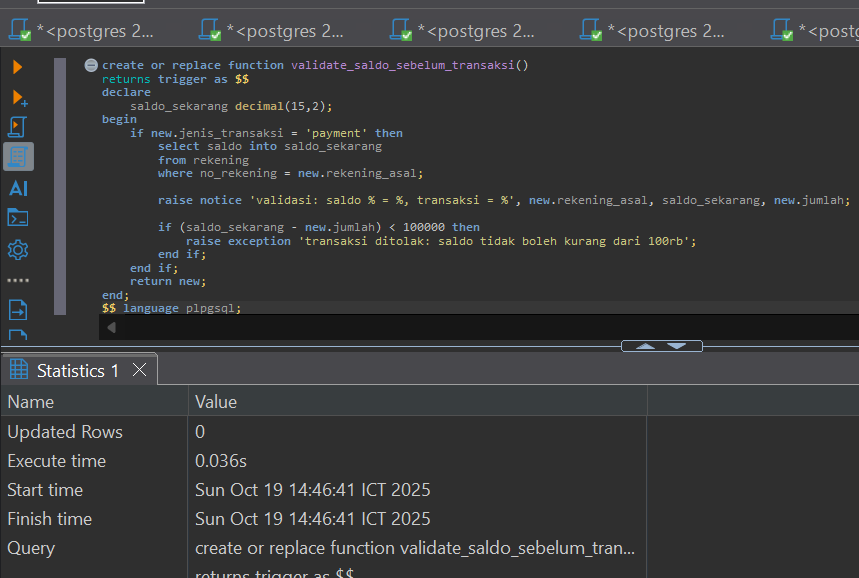 *<postgres 2... *<postgres 2... *<postgres 2... *<postgres 2... *<postg
create or replace function validate_saldo_sebelum_transaksi()
returns trigger as $$
declare
    saldo_sekarang decimal(15,2);
begin
    if new.jenis_transaksi = 'payment' then
        select saldo into saldo_sekarang
        from rekening
        where no_rekening = new.rekening_asal;
        raise notice 'validasi: saldo % = %, transaksi = %', new.rekening_asal, saldo_sekarang, new.jumlah;
        if (saldo_sekarang - new.jumlah) < 100000 then
            raise exception 'transaksi ditolak: saldo tidak boleh kurang dari 100rb';
        end if;
    end if;
    return new;
end;
$$ language plpgsql;
AI
Statistics 1
Name Value
Updated Rows 0
Execute time 0.036s
Start time Sun Oct 19 14:46:41 ICT 2025
Finish time Sun Oct 19 14:46:41 ICT 2025
Query create or replace function validate_saldo_sebelum_tran...
returns trigger as $$